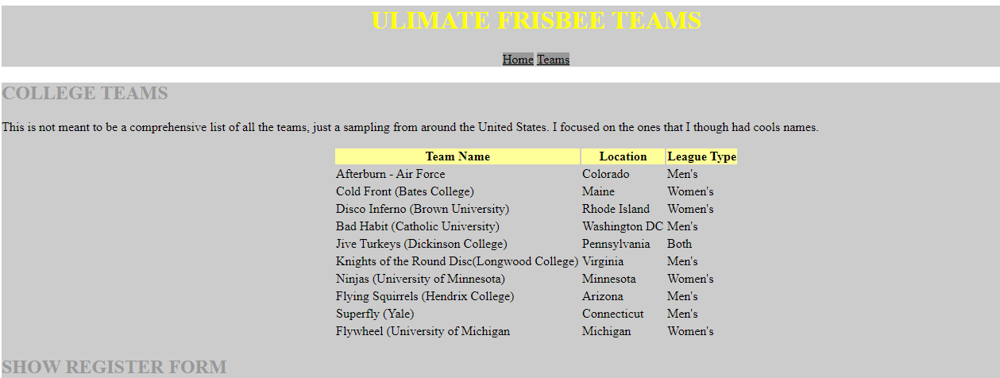 ULIMATE FRISBEE TEAMS
Home Teams
COLLEGE TEAMS
This is not meant to be a comprehensive list of all the teams, just a sampling from around the United States. I focused on the ones that I though had cools names.
Team Name Location League Type
Afterburn - Air Force Colorado Men's
Cold Front (Bates College) Maine Women's
Disco Inferno (Brown University) Rhode Island Women's
Bad Habit (Catholic University) Washington DC Men's
Jive Turkeys (Dickinson College) Pennsylvania Both
Knights of the Round Disc(Longwood College) Virginia Men's
Ninjas (University of Minnesota) Minnesota Women's
Flying Squirrels (Hendrix College) Arizona Men's
Superfly (Yale) Connecticut Men's
Flywheel (University of Michigan Michigan Women's
SHOW REGISTER FORM